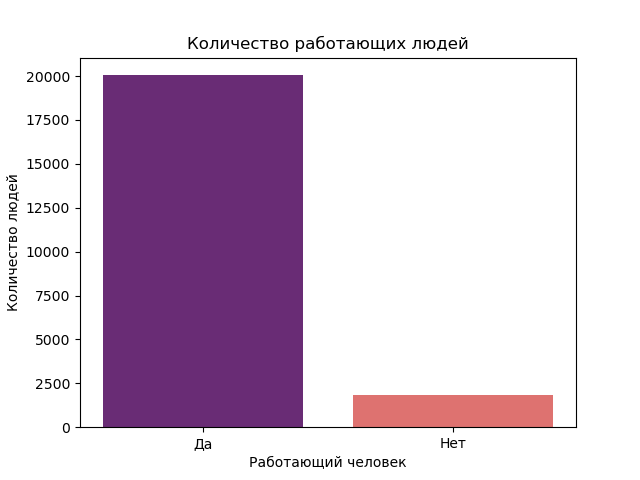 Количество работающих людей
20000
17500
15000
12500
10000
7500
5000
2500
0
Количество людей
Да
Нет
Работающий человек